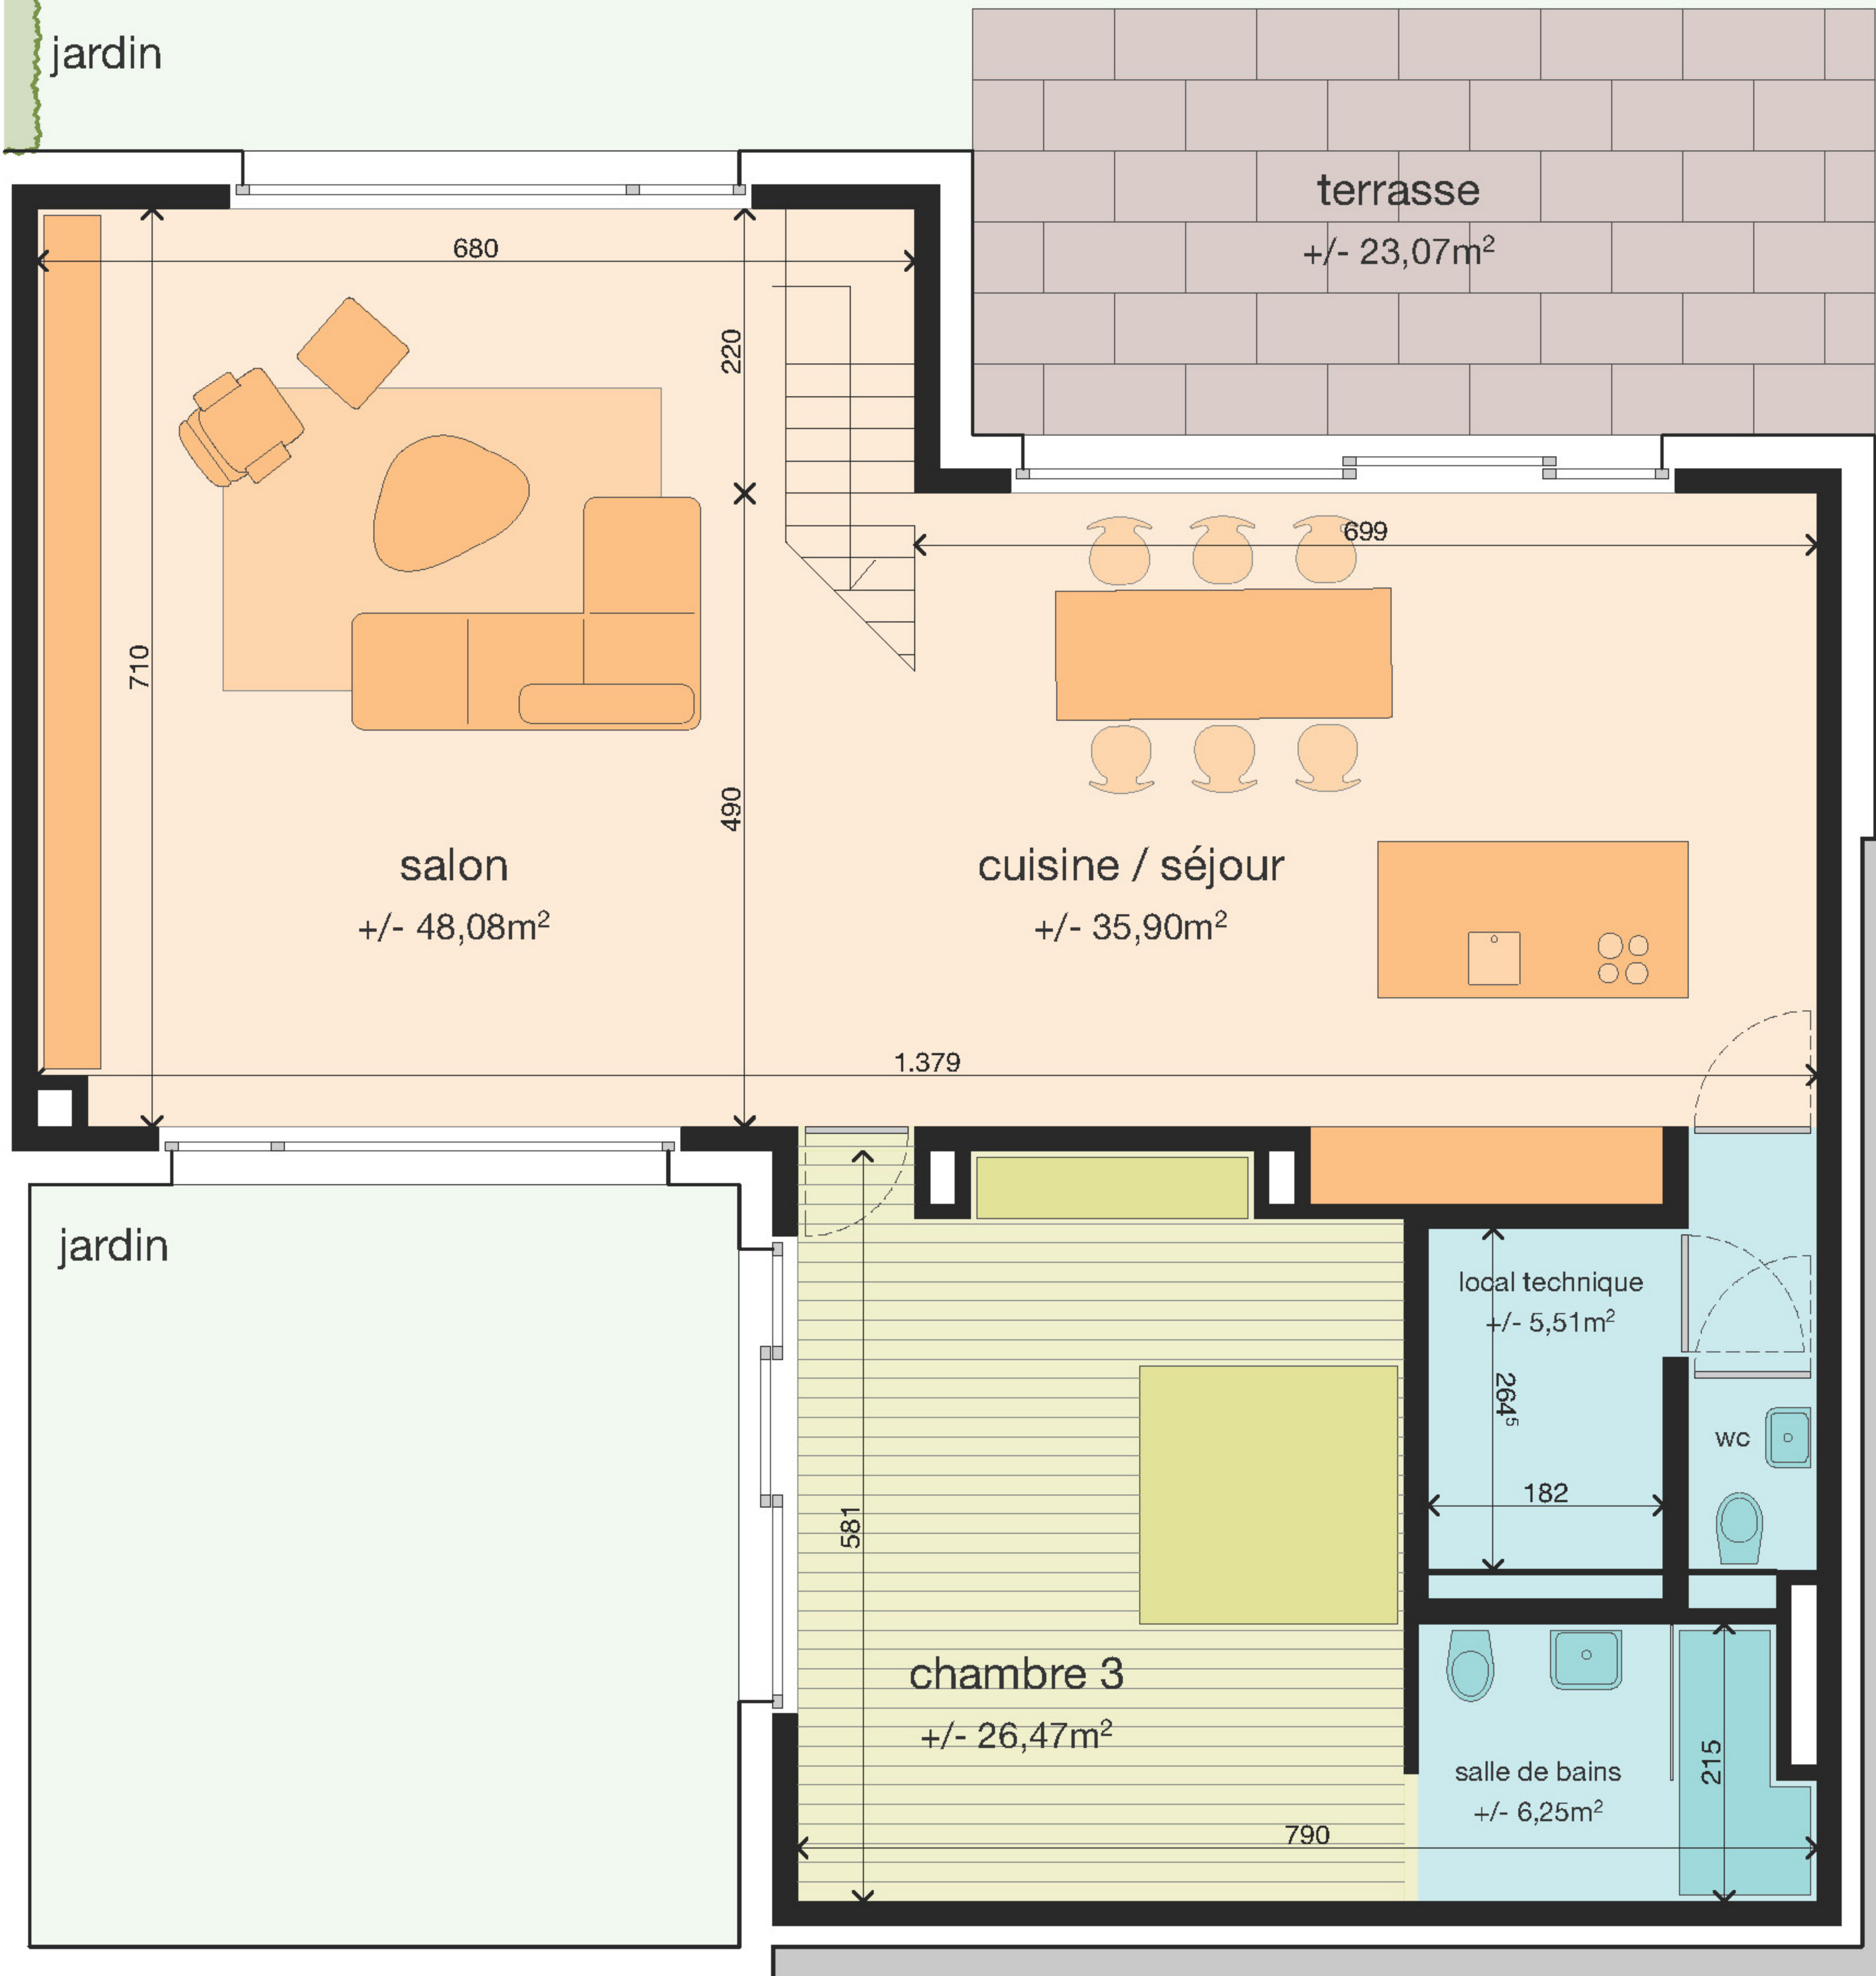 jardin
terrasse
+/- 23,07m²
680
220
699
710
490
salon
+/- 48,08m²
cuisine / séjour
+/- 35,90m²
1.379
jardin
local technique
+/- 5,51m²
264⁵
wc
182
581
chambre 3
+/- 26,47m²
salle de bains
+/- 6,25m²
215
790